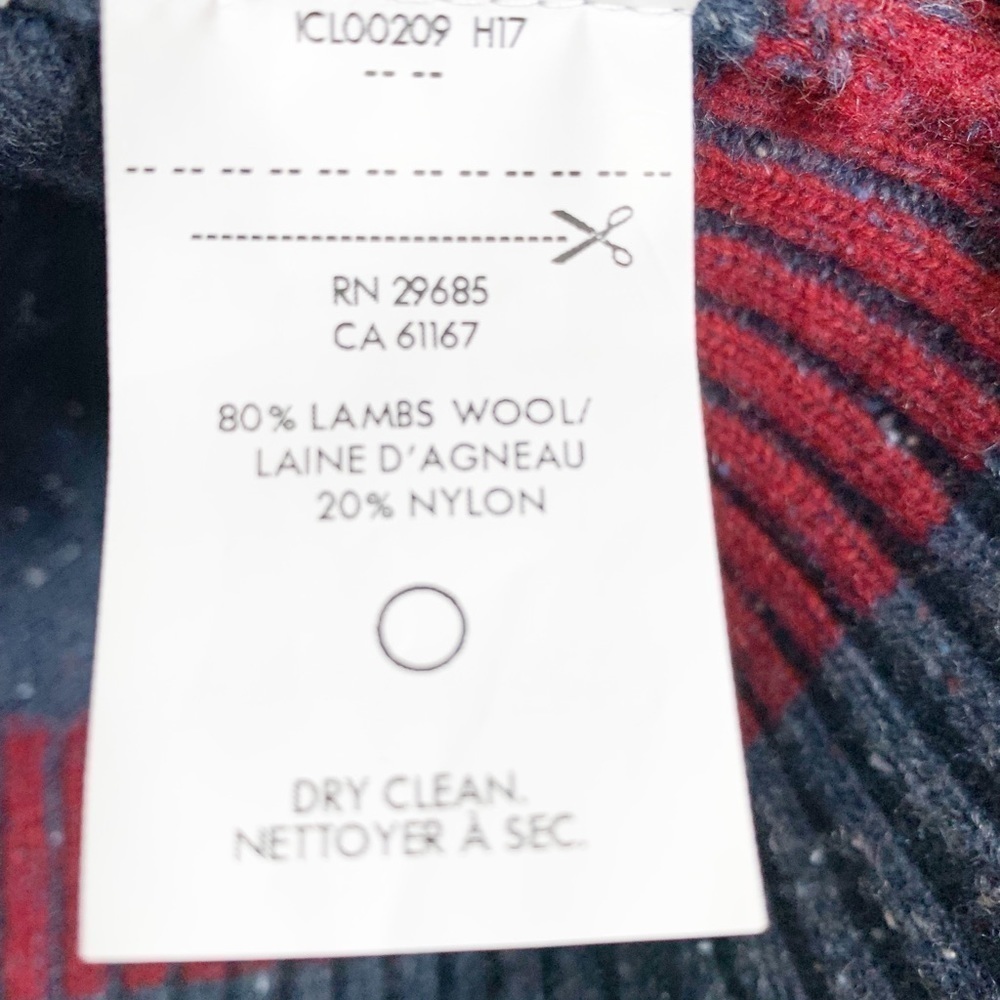 ICL00209 H17
RN 29685
CA 61167
80% LAMBS WOOL/
LAINE D'AGNEAU
20% NYLON
DRY CLEAN.
NETTOYER À SEC.